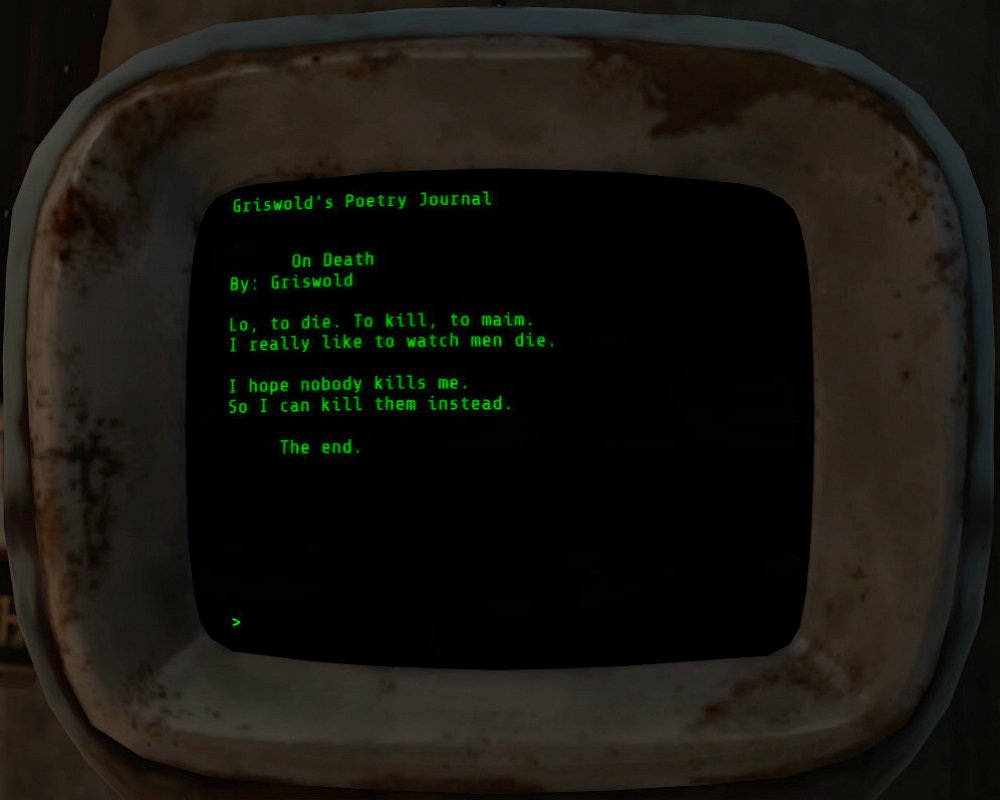 Griswold's Poetry Journal
On Death
By: Griswold
Lo, to die. To kill, to maim.
I really like to watch men die.
I hope nobody kills me.
So I can kill them instead.
The end.
>